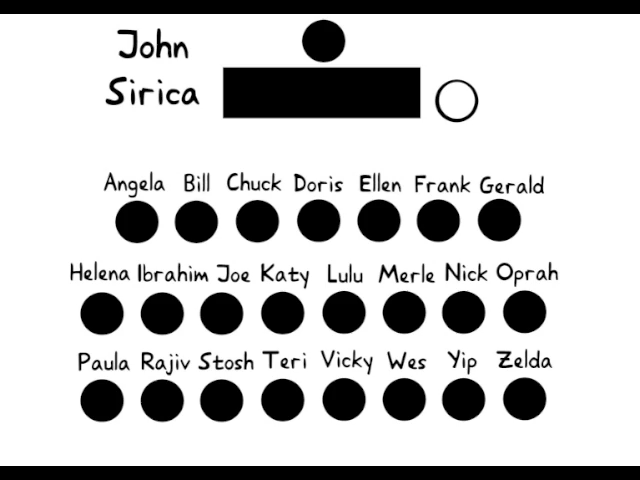 John
Sirica
Angela Bill Chuck Doris Ellen Frank Gerald
Helena Ibrahim Joe Katy Lulu Merle Nick Oprah
Paula Rajiv Stosh Teri Vicky Wes Yip Zelda